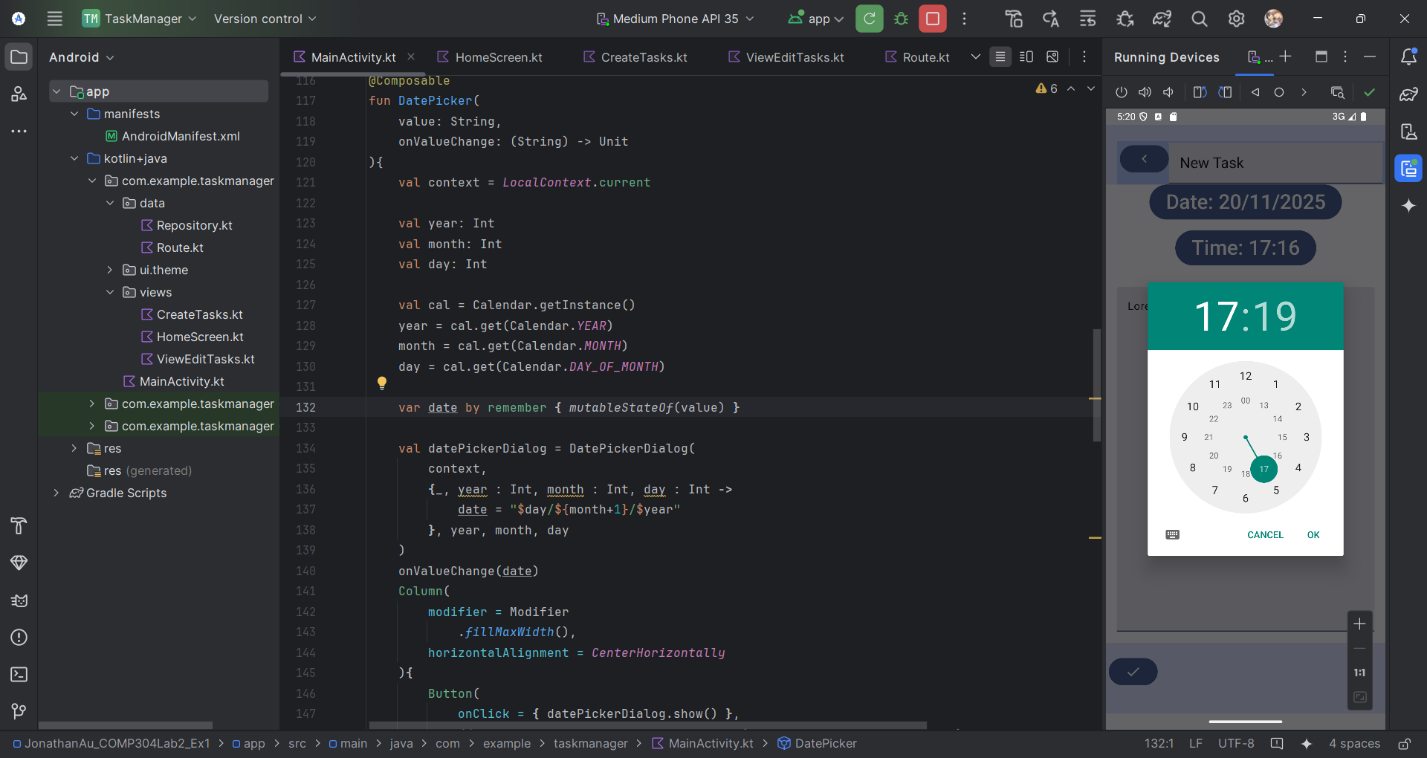 TM TaskManager Version control Medium Phone API 35 app
Android
app
manifests
AndroidManifest.xml
kotlin+java
com.example.taskmanager
data
Repository.kt
Route.kt
ui.theme
views
CreateTasks.kt
HomeScreen.kt
ViewEditTasks.kt
MainActivity.kt
com.example.taskmanager
com.example.taskmanager
res
res (generated)
Gradle Scripts
MainActivity.kt HomeScreen.kt CreateTasks.kt ViewEditTasks.kt Route.kt
6
116 @Composable
117 fun DatePicker(
118 value: String,
119 onValueChange: (String) -> Unit
120 ){
121 val context = LocalContext.current
122
123 val year: Int
124 val month: Int
125 val day: Int
126
127 val cal = Calendar.getInstance()
128 year = cal.get(Calendar.YEAR)
129 month = cal.get(Calendar.MONTH)
130 day = cal.get(Calendar.DAY_OF_MONTH)
131
132 var date by remember { mutableStateOf(value) }
133
134 val datePickerDialog = DatePickerDialog(
135 context,
136 {_, year : Int, month : Int, day : Int ->
137 date = "$day/${month+1}/$year"
138 }, year, month, day
139 )
140 onValueChange(date)
141 Column(
142 modifier = Modifier
143 .fillMaxWidth(),
144 horizontalAlignment = CenterHorizontally
145 ){
146 Button(
147 onClick = { datePickerDialog.show() },
Running Devices ...
5:20 3G
New Task
Date: 20/11/2025
Time: 17:16
Lore
17:19
12
11 1
00
23 13
10 2
22 14
9 21 15 3
20 16
8 4
19 17
18
7 5
6
CANCEL OK
1:1
JonathanAu_COMP304Lab2_Ex1 > app > src > main > java > com > example > taskmanager > MainActivity.kt > DatePicker
132:1 LF UTF-8 4 spaces